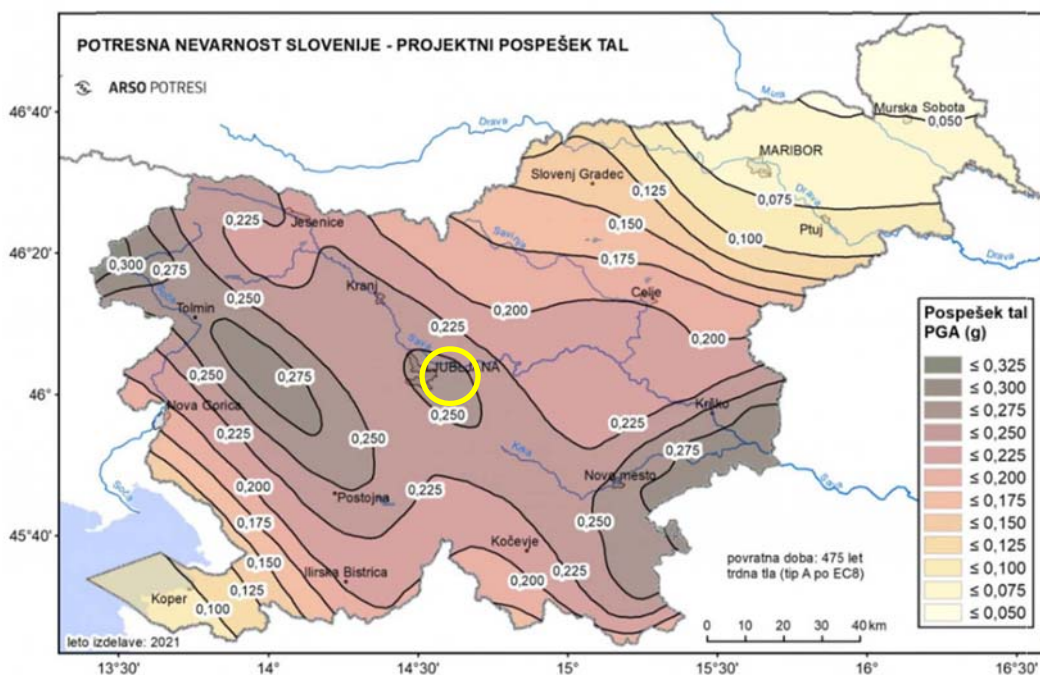 POTRESNA NEVARNOST SLOVENIJE - PROJEKTNI POSPEŠEK TAL
ARSO POTRESI
46°40'
46°20'
46°
45°40'
Mura
Murska Sobota
0,050
Drava
MARIBOR
Slovenj Gradec
0,125
Drava
0,075
0,150
Ptuj
0,225
Jesenice
0,100
Savinja
0,175
Drava
0,300
0,275
Soča
0,250
Kranj
Celje
0,200
Tolmin
0,225
0,200
Sava
LJUBLJANA
0,250
0,275
0,250
Nova Gorica
Krško
0,225
0,225
0,250
Krka
0,275
Novo mesto
Sava
Soča
0,200
Postojna
0,225
0,175
0,250
Kočevje
0,150
Ilirska Bistrica
0,200
0,225
0,125
Koper
0,100
povratna doba: 475 let
trdna tla (tip A po EC8)
0 10 20 30 40 km
leto izdelave: 2021
Pospešek tal
PGA (g)
≤ 0,325
≤ 0,300
≤ 0,275
≤ 0,250
≤ 0,225
≤ 0,200
≤ 0,175
≤ 0,150
≤ 0,125
≤ 0,100
≤ 0,075
≤ 0,050
13°30' 14° 14°30' 15° 15°30' 16° 16°30'